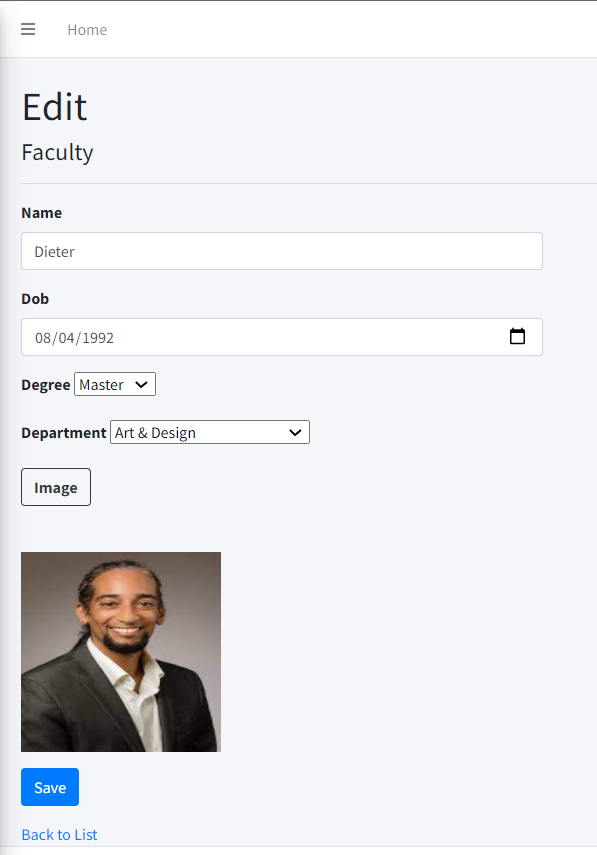 Home
Edit
Faculty
Name
Dieter
Dob
08/04/1992
Degree Master
Department Art & Design
Image
Save
Back to List